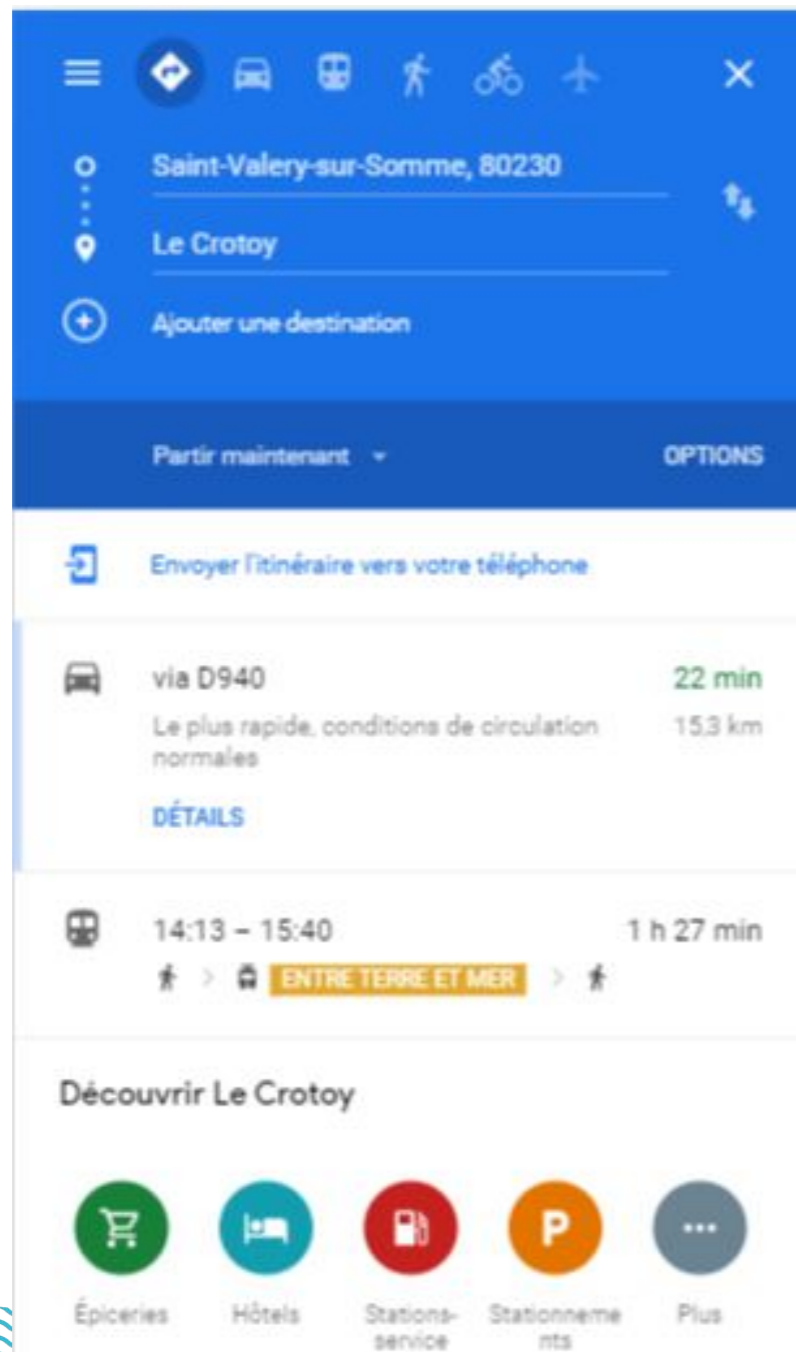 Saint-Valery-sur-Somme, 80230
Le Crotoy
Ajouter une destination
Partir maintenant
OPTIONS
Envoyer l'itinéraire vers votre téléphone
via D940
22 min
Le plus rapide, conditions de circulation
15,3 km
normales
DÉTAILS
14:13 – 15:40
1 h 27 min
ENTRE TERRE ET MER
Découvrir Le Crotoy
P
Épiceries
Hôtels
Stations-
service
Stationneme
nts
Plus